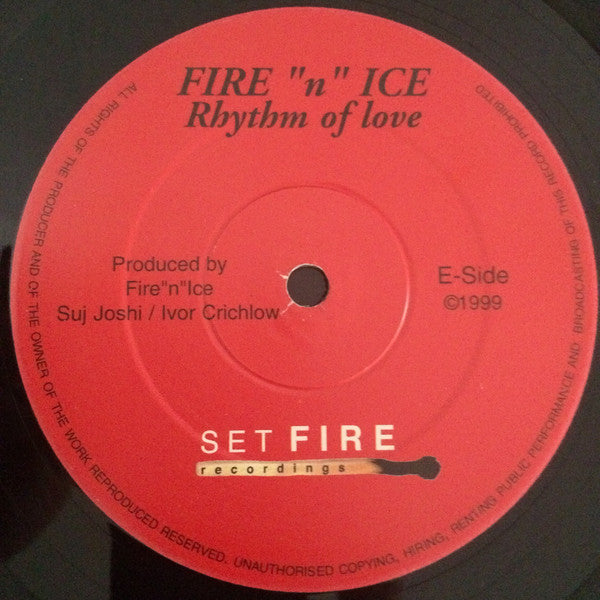 FIRE "n" ICE
Rhythm of love
Produced by
Fire"n"Ice
Suj Joshi / Ivor Crichlow
E-Side
©1999
SET FIRE
recordings
ALL RIGHTS OF THE PRODUCER AND OF THE OWNER OF THE WORK REPRODUCED RESERVED. UNAUTHORISED COPYING, HIRING, RENTING PUBLIC PERFORMANCE AND BROADCASTING OF THIS RECORD PROHIBITED